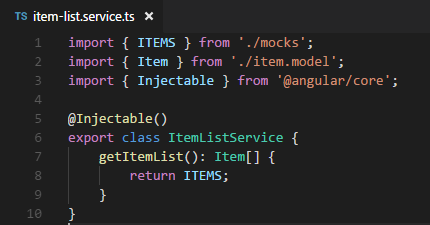 TS item-list.service.ts ×
1 import { ITEMS } from './mocks';
2 import { Item } from './item.model';
3 import { Injectable } from '@angular/core';
4
5 @Injectable()
6 export class ItemListService {
7     getItemList(): Item[] {
8         return ITEMS;
9     }
10 }